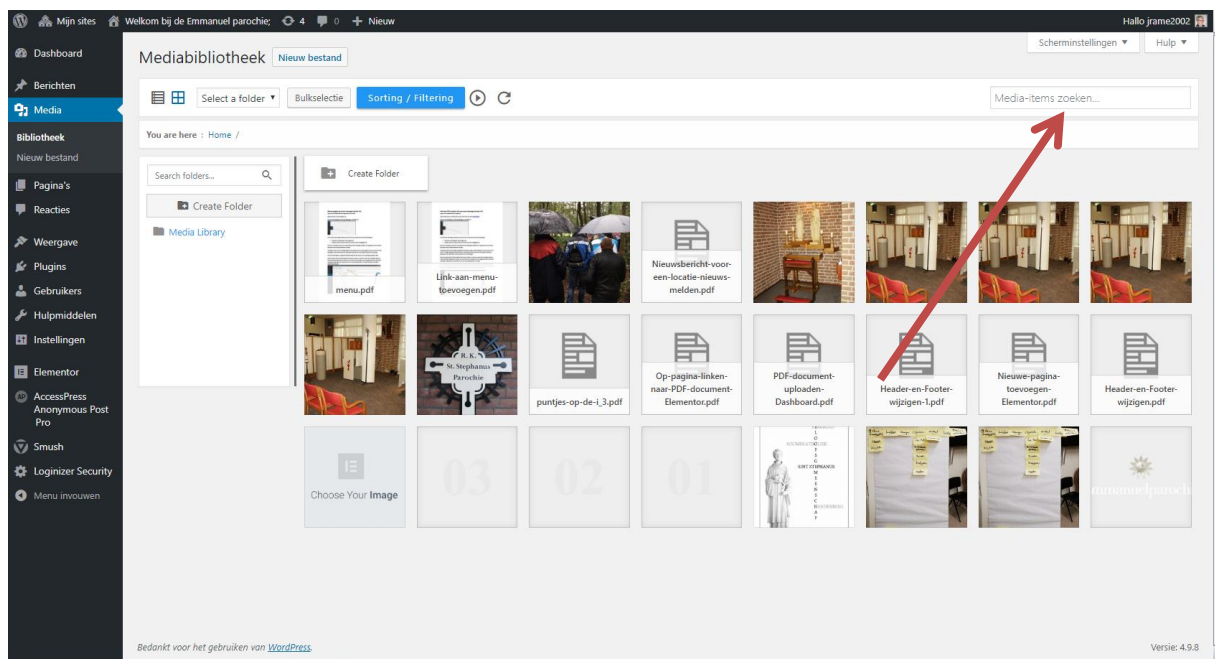 Mijn sites Welkom bij de Emmanuel parochie; 4 0 Nieuw Hallo jrame2002
Scherminstellingen Hulp
Dashboard
Berichten
Media
Bibliotheek
Nieuw bestand
Pagina's
Reacties
Weergave
Plugins
Gebruikers
Hulpmiddelen
Instellingen
Elementor
AccessPress
Anonymous Post
Pro
Smush
Loginizer Security
Menu invouwen
Mediabibliotheek Nieuw bestand
Select a folder Bulkselectie Sorting / Filtering Media-items zoeken...
You are here : Home /
Search folders...
Create Folder
Media Library
Create Folder
menu.pdf
Link-aan-menu-
toevoegen.pdf
Nieuwsbericht-voor-
een-locatie-nieuws-
melden.pdf
R. K.
St. Stephanus
Parochie
puntjes-op-de-i_3.pdf
Op-pagina-linken-
naar-PDF-document-
Elementor.pdf
PDF-document-
uploaden-
Dashboard.pdf
Header-en-Footer-
wijzigen-1.pdf
Nieuwe-pagina-
toevoegen-
Elementor.pdf
Header-en-Footer-
wijzigen.pdf
Choose Your Image
03
02
01
SINT STEPHANUS
mmanuelparoch
Bedankt voor het gebruiken van WordPress.
Versie: 4.9.8